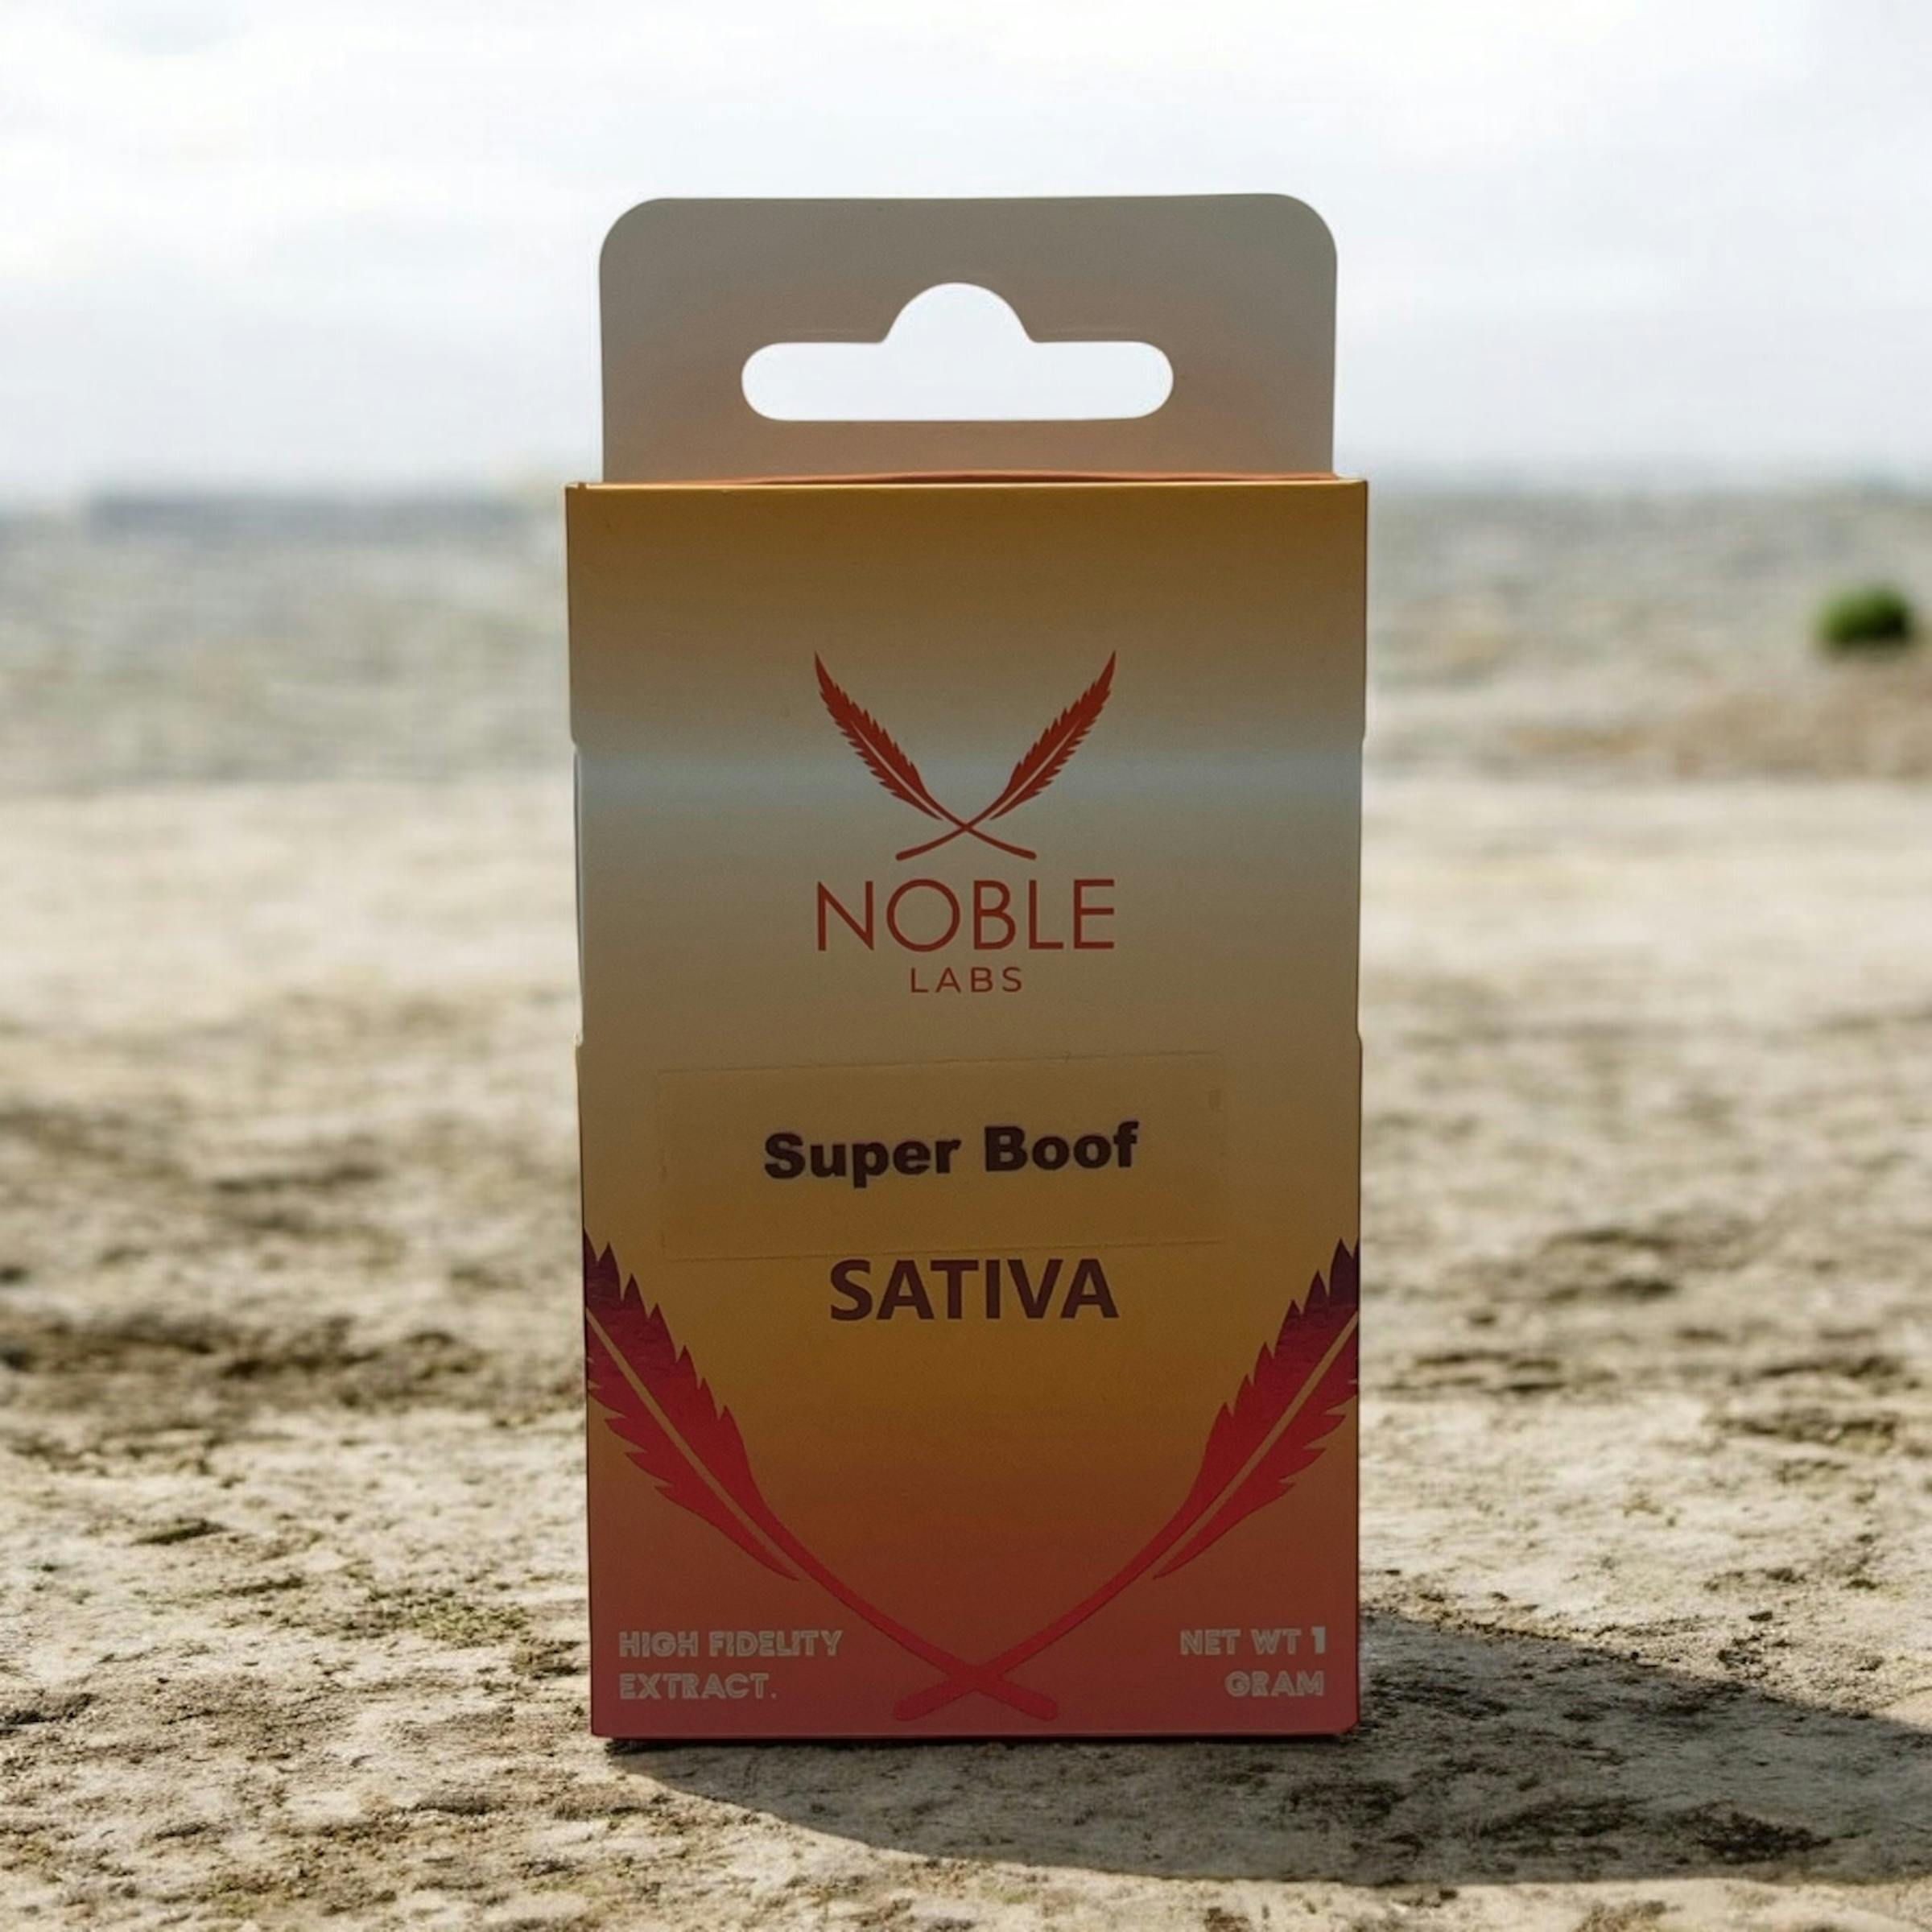 NOBLE
LABS
Super Boof
SATIVA
HIGH FIDELITY
EXTRACT.
NET WT 1
GRAM